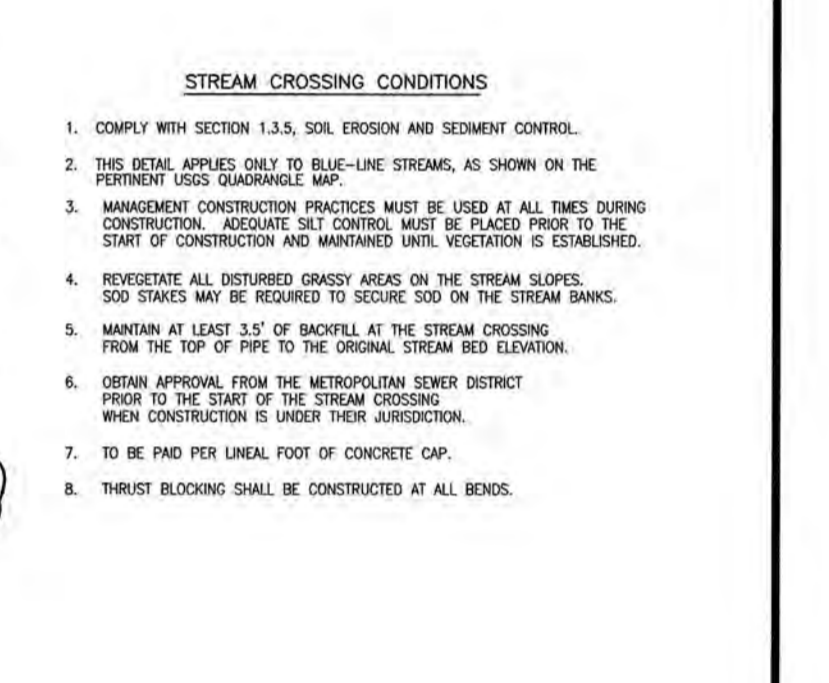 STREAM CROSSING CONDITIONS
1. COMPLY WITH SECTION 1.3.5, SOIL EROSION AND SEDIMENT CONTROL.
2. THIS DETAIL APPLIES ONLY TO BLUE-LINE STREAMS, AS SHOWN ON THE
PERTINENT USGS QUADRANGLE MAP.
3. MANAGEMENT CONSTRUCTION PRACTICES MUST BE USED AT ALL TIMES DURING
CONSTRUCTION. ADEQUATE SILT CONTROL MUST BE PLACED PRIOR TO THE
START OF CONSTRUCTION AND MAINTAINED UNTIL VEGETATION IS ESTABLISHED.
4. REVEGETATE ALL DISTURBED GRASSY AREAS ON THE STREAM SLOPES.
SOD STAKES MAY BE REQUIRED TO SECURE SOD ON THE STREAM BANKS.
5. MAINTAIN AT LEAST 3.5' OF BACKFILL AT THE STREAM CROSSING
FROM THE TOP OF PIPE TO THE ORIGINAL STREAM BED ELEVATION.
6. OBTAIN APPROVAL FROM THE METROPOLITAN SEWER DISTRICT
PRIOR TO THE START OF THE STREAM CROSSING
WHEN CONSTRUCTION IS UNDER THEIR JURISDICTION.
7. TO BE PAID PER LINEAL FOOT OF CONCRETE CAP.
8. THRUST BLOCKING SHALL BE CONSTRUCTED AT ALL BENDS.